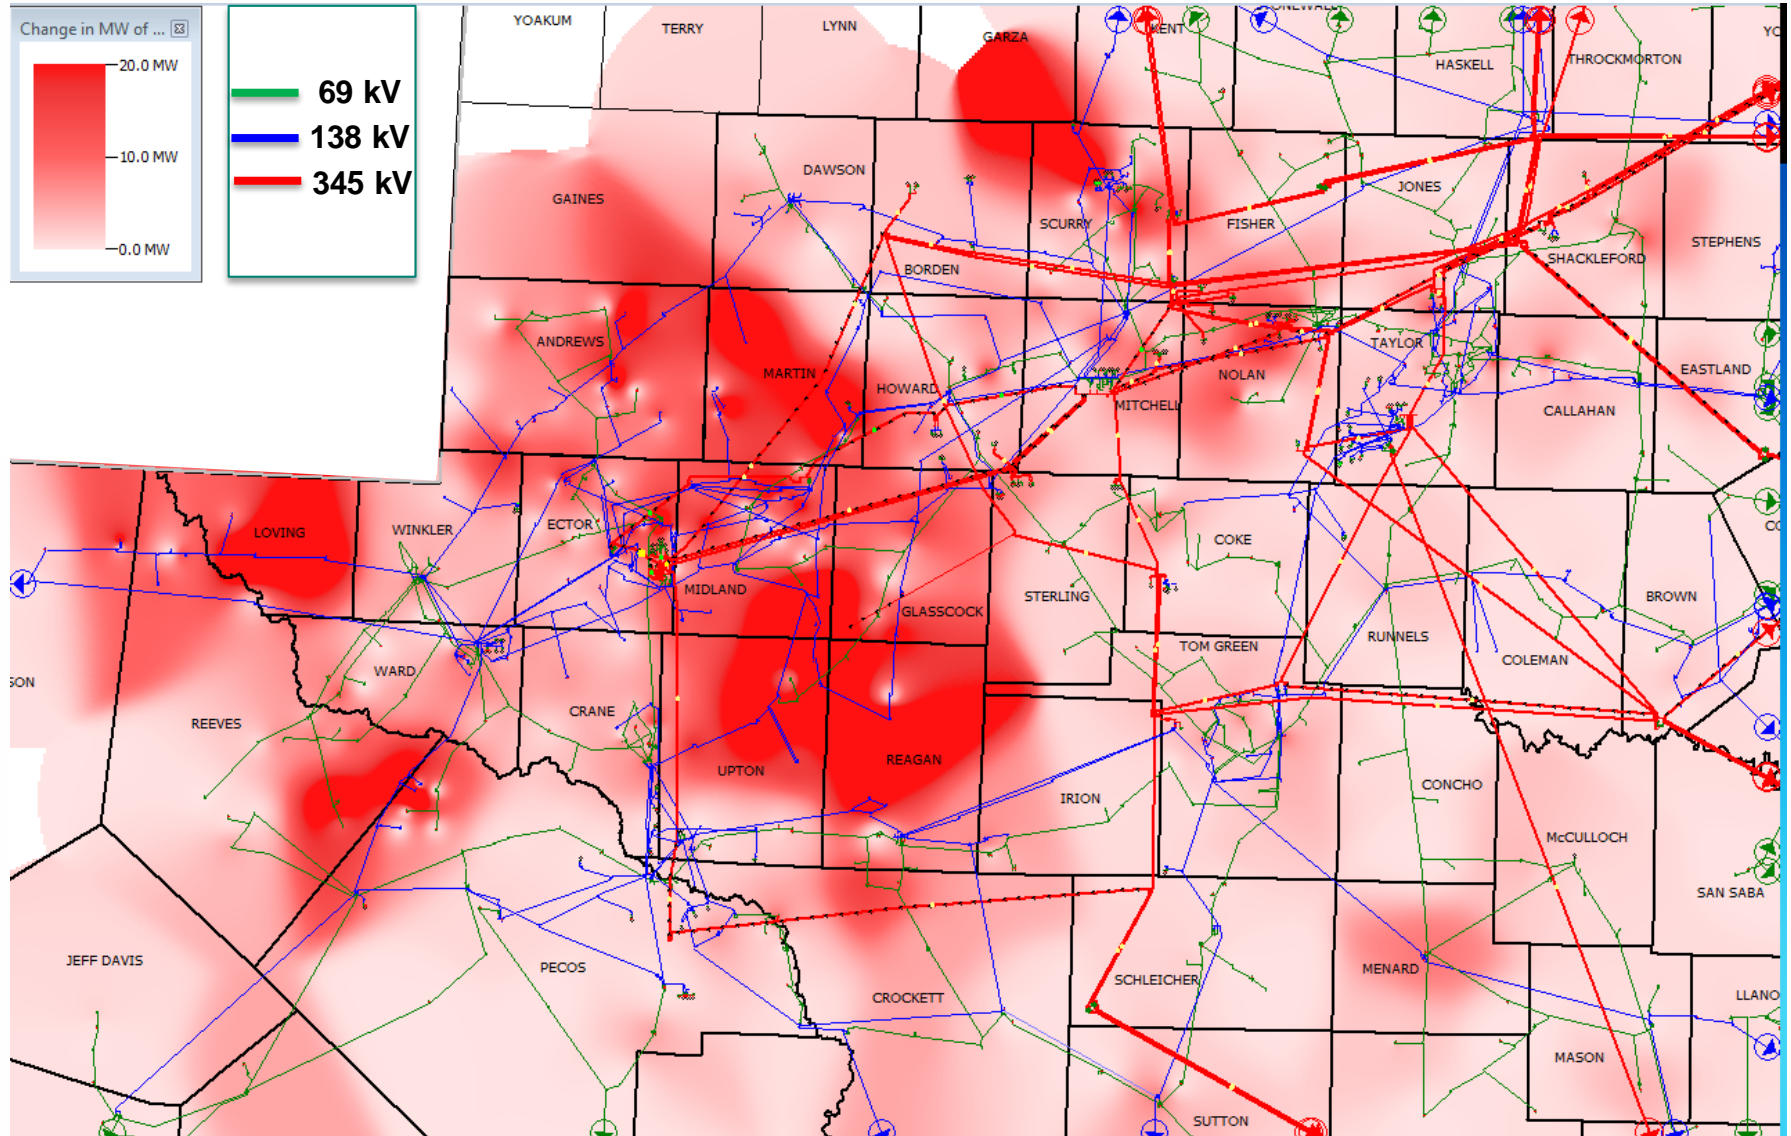 Change in MW of ...
20.0 MW
10.0 MW
0.0 MW
69 kV
138 kV
345 kV
YOAKUM
TERRY
LYNN
GARZA
KENT
HASKELL
THROCKMORTON
GAINES
DAWSON
SCURRY
FISHER
JONES
SHACKLEFORD
STEPHENS
BORDEN
ANDREWS
MARTIN
HOWARD
MITCHELL
NOLAN
TAYLOR
CALLAHAN
EASTLAND
LOVING
WINKLER
ECTOR
MIDLAND
GLASSCOCK
STERLING
COKE
RUNNELS
COLEMAN
BROWN
WARD
CRANE
UPTON
REAGAN
TOM GREEN
REEVES
IRION
CONCHO
McCULLOCH
SAN SABA
JEFF DAVIS
PECOS
CROCKETT
SCHLEICHER
MENARD
LLANO
MASON
SUTTON